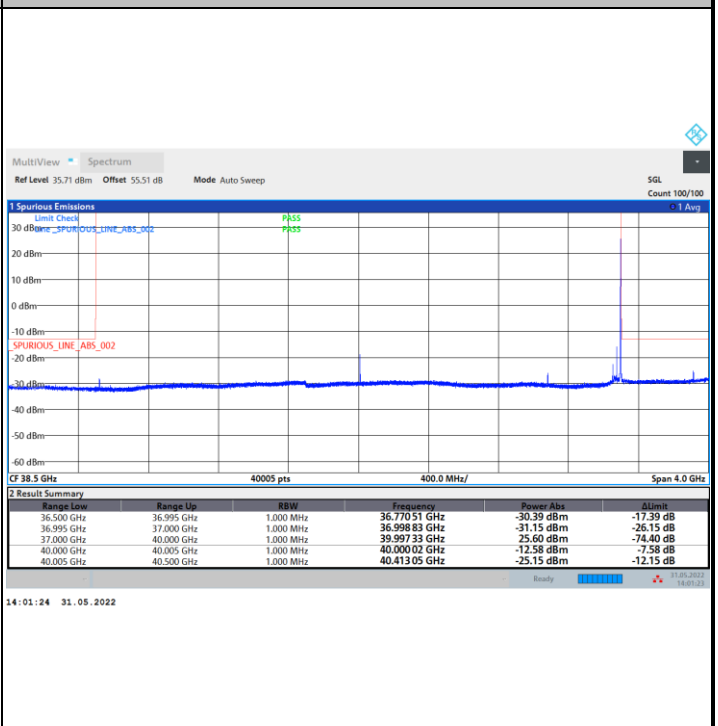 MultiView Spectrum
Ref Level 35.71 dBm Offset 55.51 dB Mode Auto Sweep SGL
Count 100/100
1 Spurious Emissions 1 Avg
Limit Check PASS
30 dBm Line _SPURIOUS_LINE_ABS_002 PASS
20 dBm
10 dBm
0 dBm
-10 dBm
_SPURIOUS_LINE_ABS_002
-20 dBm
-30 dBm
-40 dBm
-50 dBm
-60 dBm
CF 38.5 GHz 40005 pts 400.0 MHz/ Span 4.0 GHz
2 Result Summary
Range Low Range Up RBW Frequency Power Abs ΔLimit
36.500 GHz 36.995 GHz 1.000 MHz 36.770 51 GHz -30.39 dBm -17.39 dB
36.995 GHz 37.000 GHz 1.000 MHz 36.998 83 GHz -31.15 dBm -26.15 dB
37.000 GHz 40.000 GHz 1.000 MHz 39.997 33 GHz 25.60 dBm -74.40 dB
40.000 GHz 40.005 GHz 1.000 MHz 40.000 02 GHz -12.58 dBm -7.58 dB
40.005 GHz 40.500 GHz 1.000 MHz 40.413 05 GHz -25.15 dBm -12.15 dB
Ready 31.05.2022
14:01:23
14:01:24 31.05.2022